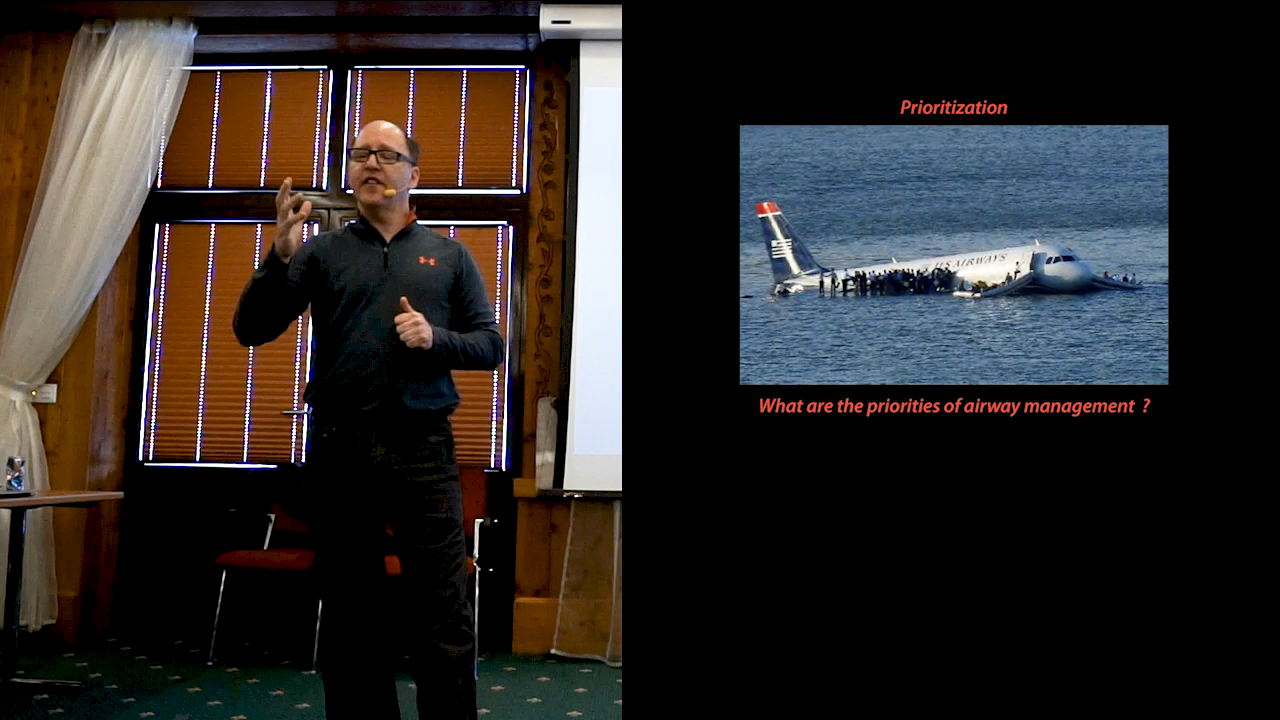 Prioritization
US AIRWAYS
What are the priorities of airway management ?